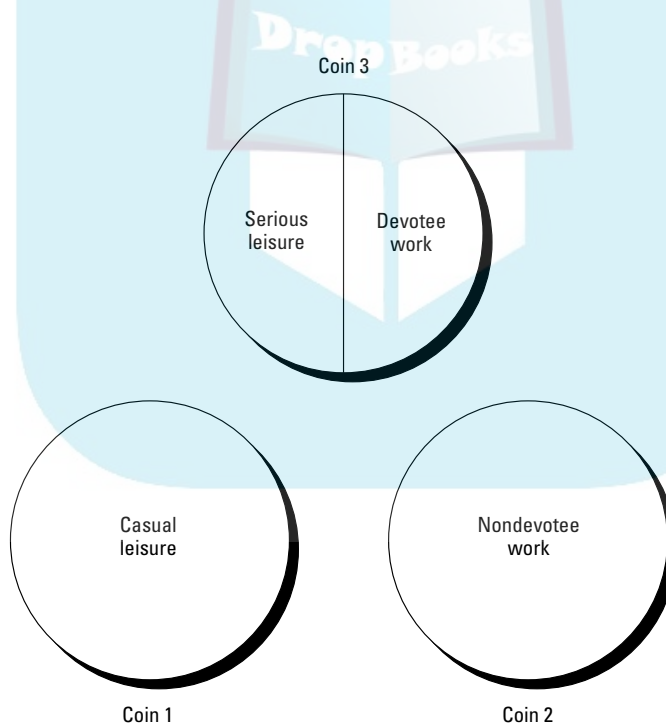 DropBooks
Coin 3
Serious
leisure
Devotee
work
Casual
leisure
Nondevotee
work
Coin 1
Coin 2